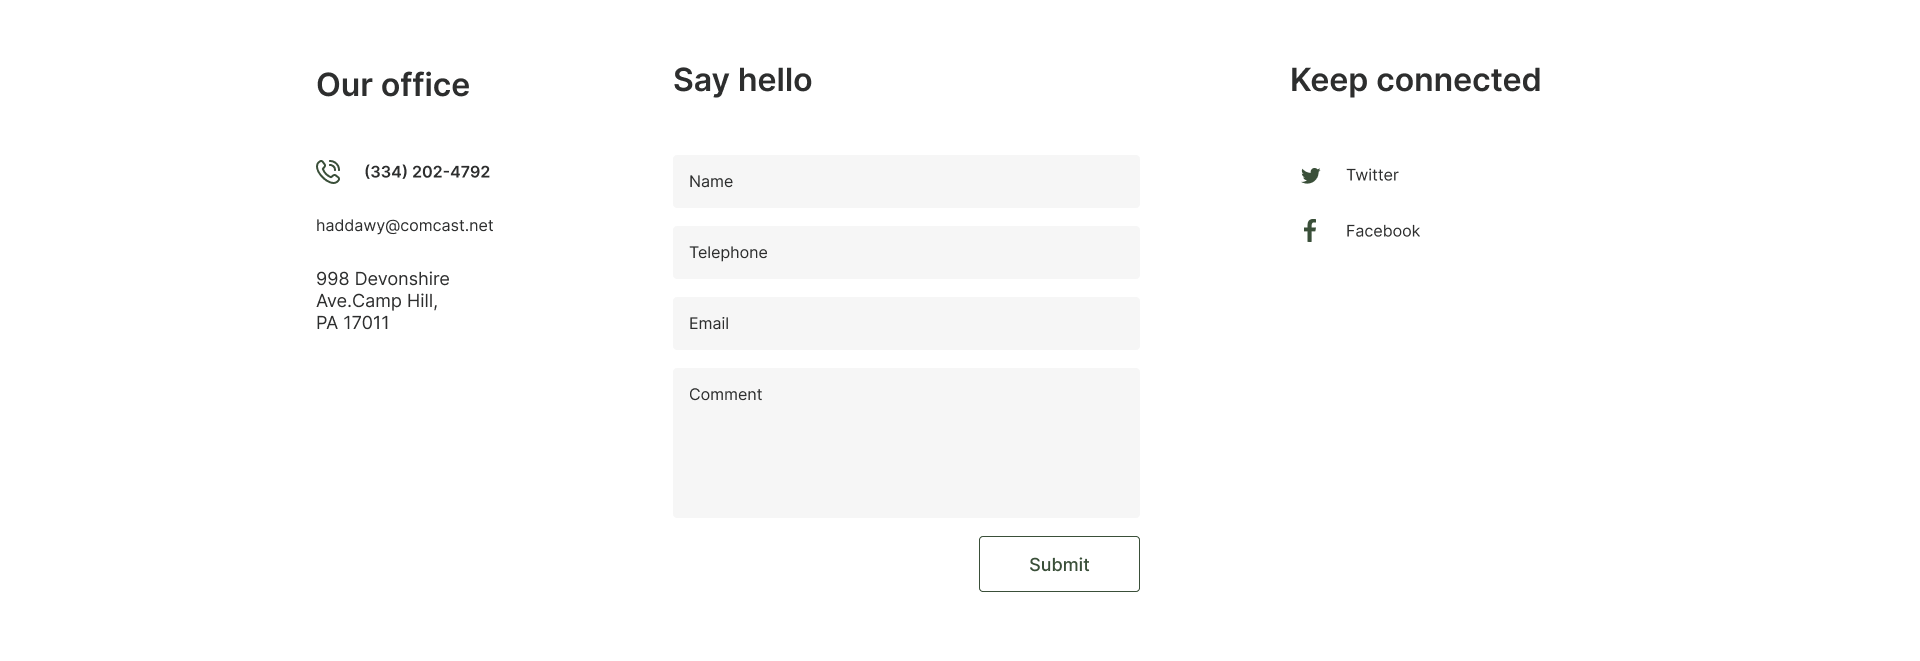 Our office
(334) 202-4792
haddawy@comcast.net
998 Devonshire
Ave.Camp Hill,
PA 17011
Say hello
Name
Telephone
Email
Comment
Submit
Keep connected
Twitter
Facebook